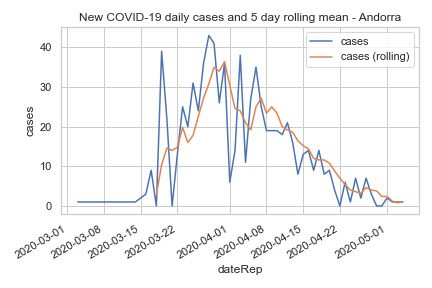 New COVID-19 daily cases and 5 day rolling mean - Andorra
cases
cases (rolling)
cases
40
30
20
10
0
2020-03-01
2020-03-08
2020-03-15
2020-03-22
2020-04-01
2020-04-08
2020-04-15
2020-04-22
2020-05-01
dateRep